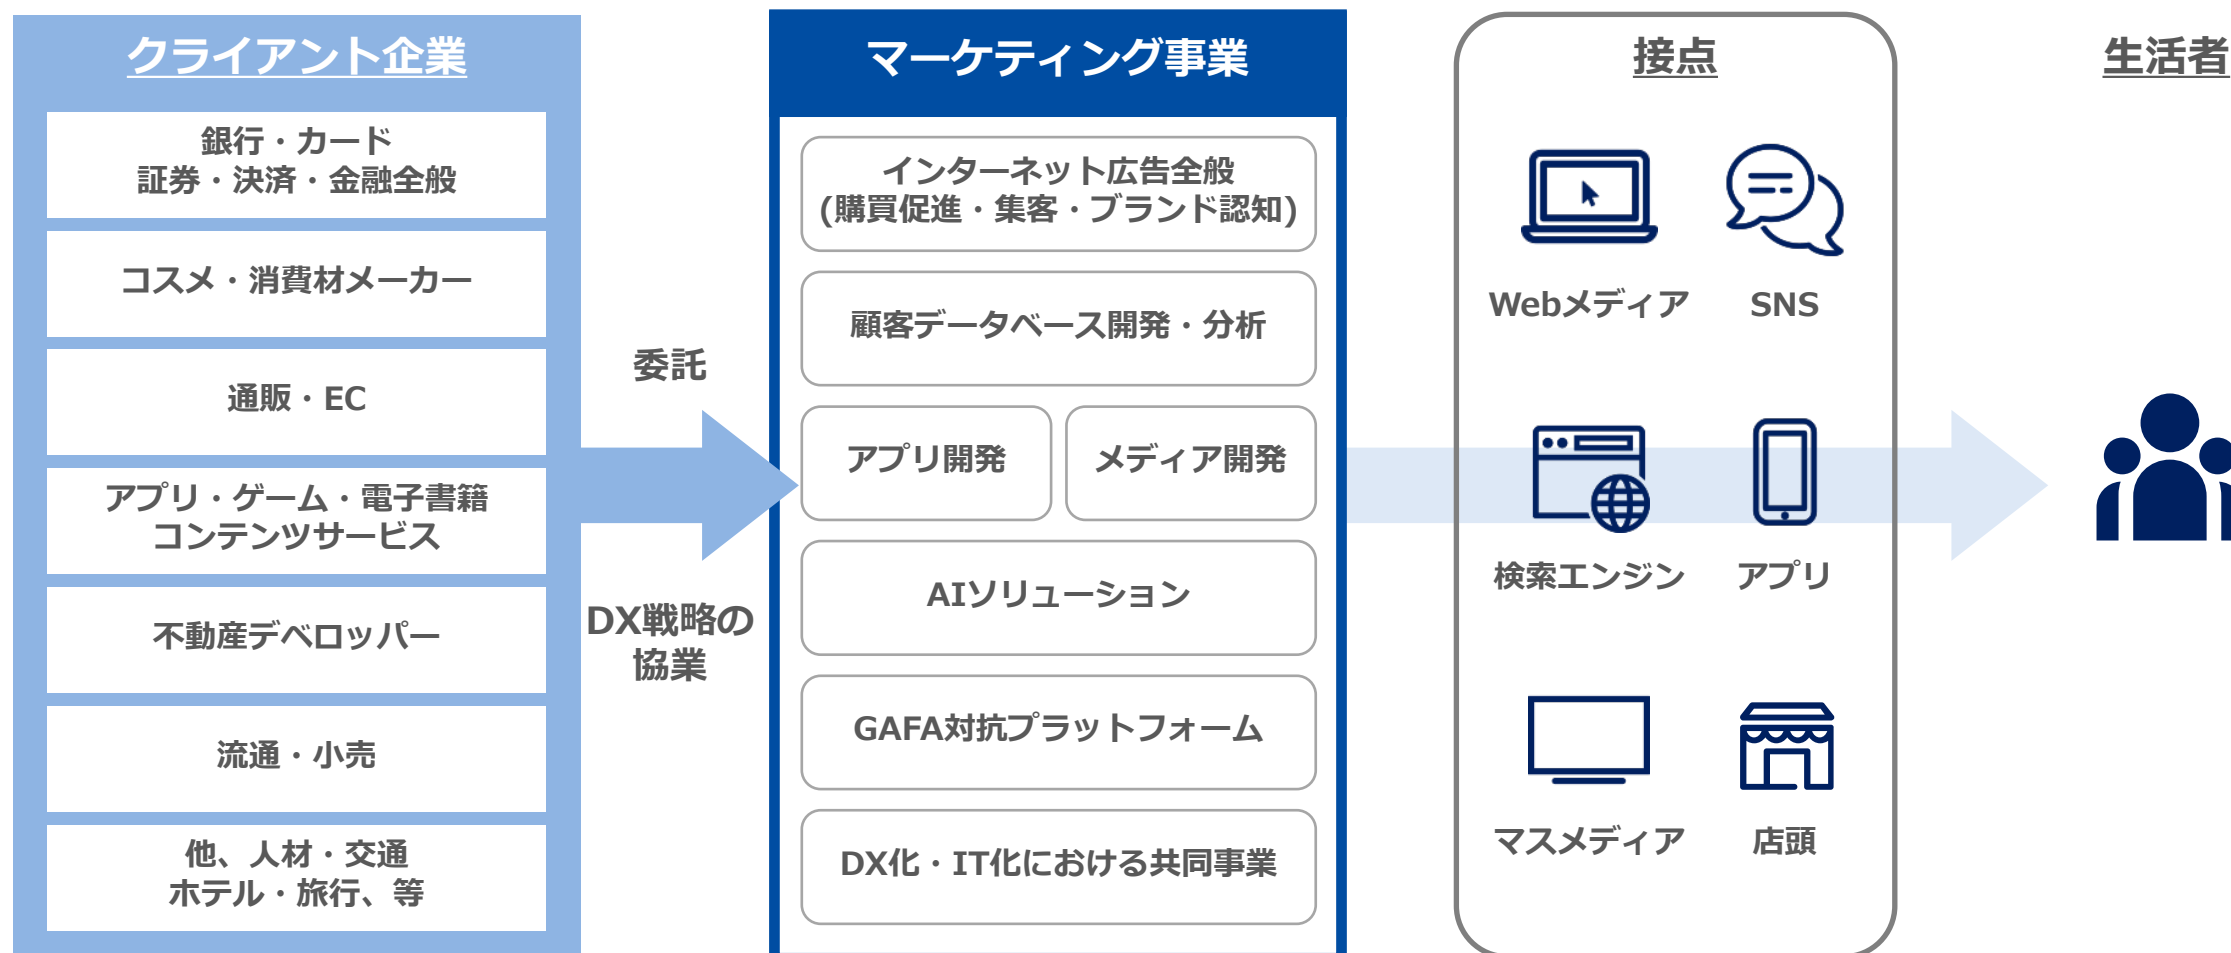 クライアント企業
銀行・カード
証券・決済・金融全般
コスメ・消費材メーカー
通販・EC
アプリ・ゲーム・電子書籍
コンテンツサービス
不動産デベロッパー
流通・小売
他、人材・交通
ホテル・旅行、等
委託
DX戦略の
協業
マーケティング事業
インターネット広告全般
(購買促進・集客・ブランド認知)
顧客データベース開発・分析
アプリ開発
メディア開発
AIソリューション
GAFA対抗プラットフォーム
DX化・IT化における共同事業
接点
Webメディア
SNS
検索エンジン
アプリ
マスメディア
店頭
生活者